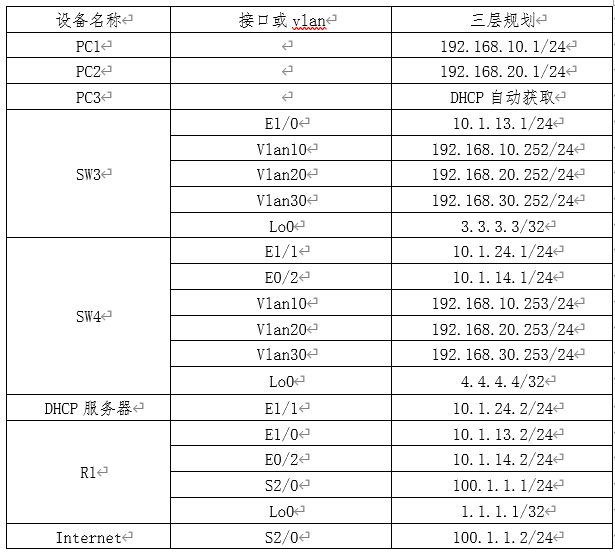 设备名称 接口或 vlan 三层规划
PC1 192.168.10.1/24
PC2 192.168.20.1/24
PC3 DHCP 自动获取
SW3 E1/0 10.1.13.1/24
Vlan10 192.168.10.252/24
Vlan20 192.168.20.252/24
Vlan30 192.168.30.252/24
Lo0 3.3.3.3/32
SW4 E1/1 10.1.24.1/24
E0/2 10.1.14.1/24
Vlan10 192.168.10.253/24
Vlan20 192.168.20.253/24
Vlan30 192.168.30.253/24
Lo0 4.4.4.4/32
DHCP 服务器 E1/1 10.1.24.2/24
R1 E1/0 10.1.13.2/24
E0/2 10.1.14.2/24
S2/0 100.1.1.1/24
Lo0 1.1.1.1/32
Internet S2/0 100.1.1.2/24